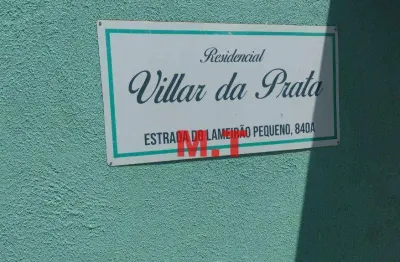 Residencial
Villar da Prata
ESTRADA DO LAMEIRÃO PEQUENO, 840A
M.T